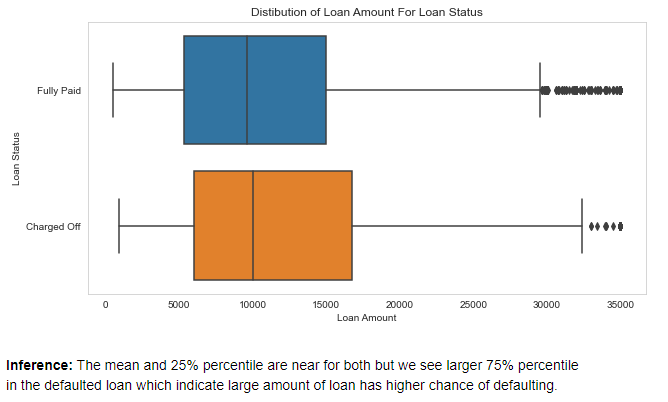 Distibution of Loan Amount For Loan Status
Loan Status
Fully Paid
Charged Off
0 5000 10000 15000 20000 25000 30000 35000
Loan Amount
Inference: The mean and 25% percentile are near for both but we see larger 75% percentile
in the defaulted loan which indicate large amount of loan has higher chance of defaulting.